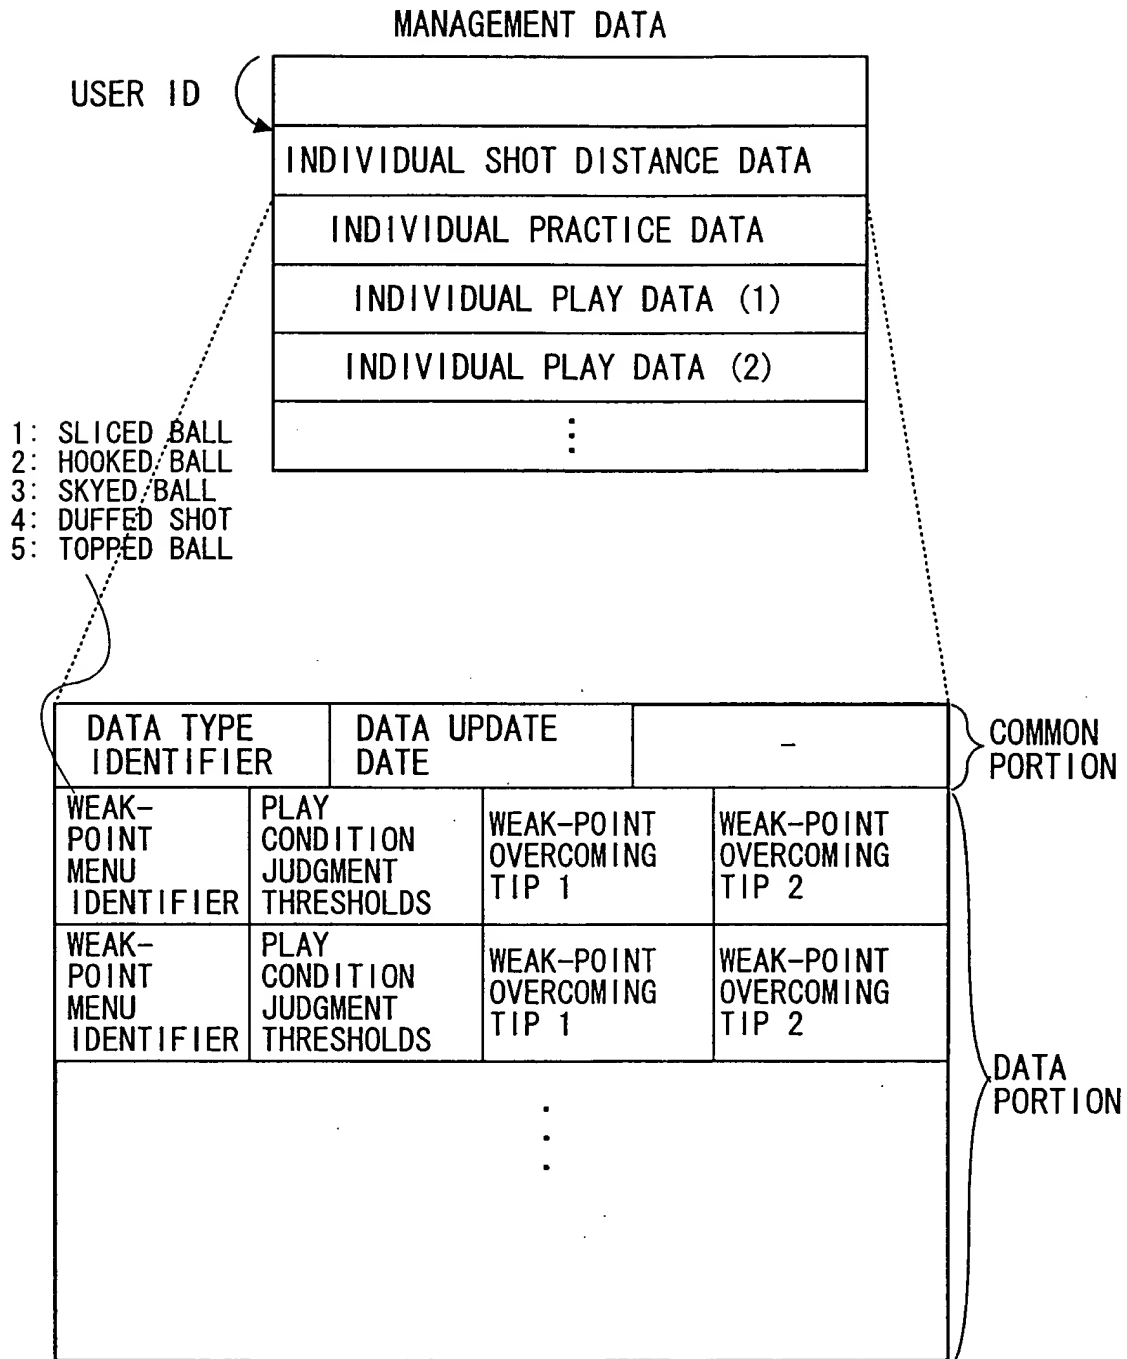 MANAGEMENT DATA
USER ID
INDIVIDUAL SHOT DISTANCE DATA
INDIVIDUAL PRACTICE DATA
INDIVIDUAL PLAY DATA (1)
INDIVIDUAL PLAY DATA (2)
1: SLICED BALL
2: HOOKED BALL
3: SKYED BALL
4: DUFFED SHOT
5: TOPPED BALL
DATA TYPE
IDENTIFIER
DATA UPDATE
DATE
–
COMMON
PORTION
WEAK-
POINT
MENU
IDENTIFIER
PLAY
CONDITION
JUDGMENT
THRESHOLDS
WEAK-POINT
OVERCOMING
TIP 1
WEAK-POINT
OVERCOMING
TIP 2
WEAK-
POINT
MENU
IDENTIFIER
PLAY
CONDITION
JUDGMENT
THRESHOLDS
WEAK-POINT
OVERCOMING
TIP 1
WEAK-POINT
OVERCOMING
TIP 2
DATA
PORTION